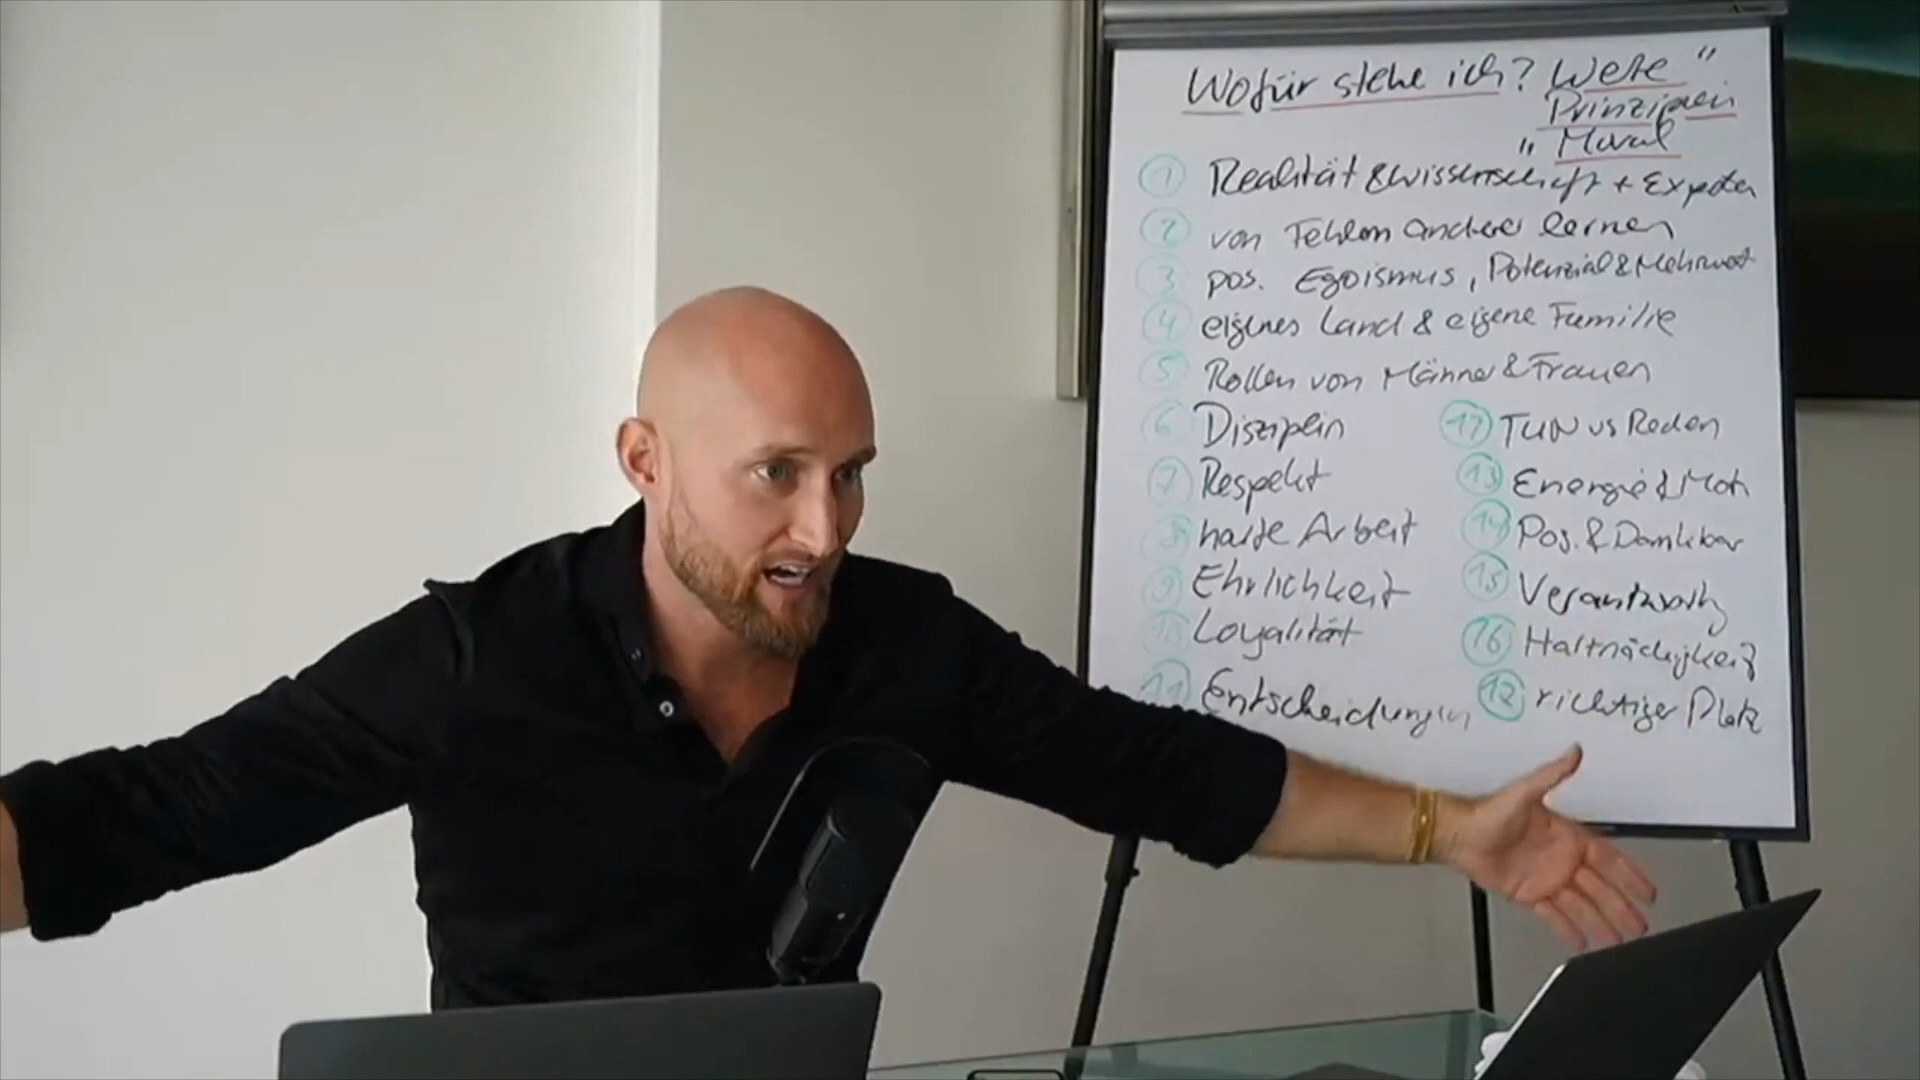 Wofür stehe ich? Werte "
Prinzipien
" Moral
1 Realität & Wissenschaft + Experten
2 von Fehlern anderer lernen
3 pos. Egoismus, Potenzial & Mehrwert
4 eigenes Land & eigene Familie
5 Rollen von Männer & Frauen
6 Disziplin
7 Respekt
8 harte Arbeit
9 Ehrlichkeit
10 Loyalität
11 Entscheidungen
17 TUN vs Reden
13 Energie & Mot.
14 Pos. & Dankbar
15 Verantwortg
16 Hartnäckigkeit
12 richtiger Platz